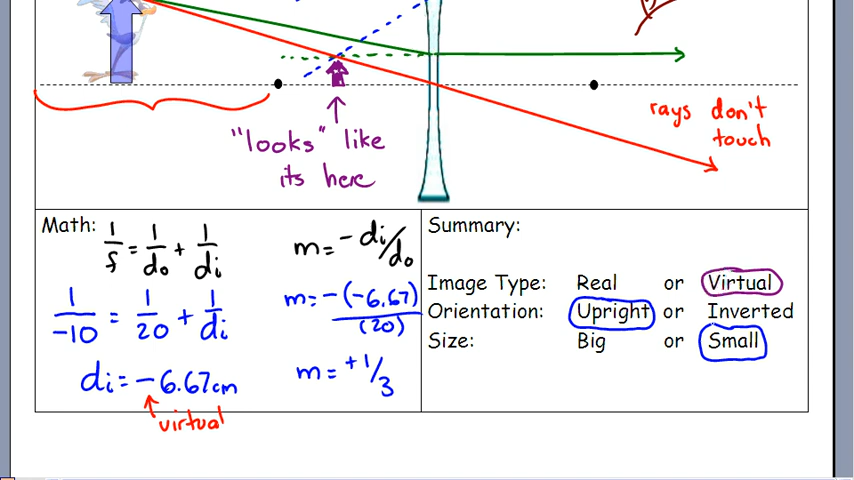 rays don't
touch
"looks" like
its here
Math:
1/f = 1/do + 1/di
1/-10 = 1/20 + 1/di
di = -6.67cm
virtual
m = -di/do
m = -(-6.67)/(20)
m = +1/3
Summary:
Image Type: Real or Virtual
Orientation: Upright or Inverted
Size: Big or Small